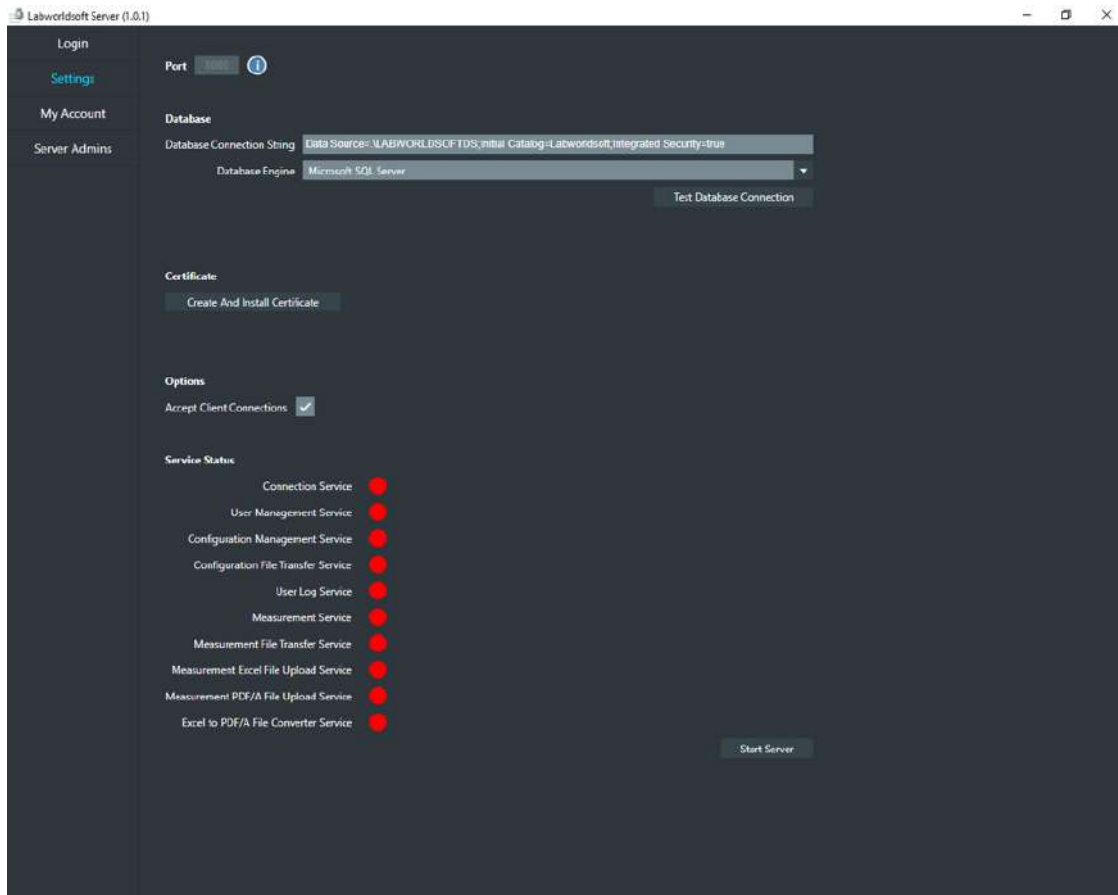 Labworldsoft Server (1.0.1)
Login
Settings
My Account
Server Admins
Port
Database
Database Connection String Data Source=.\LABWORLDSOFTDS;Initial Catalog=Labworldsoft;Integrated Security=true
Database Engine Microsoft SQL Server
Test Database Connection
Certificate
Create And Install Certificate
Options
Accept Client Connections
Service Status
Connection Service
User Management Service
Configuration Management Service
Configuration File Transfer Service
User Log Service
Measurement Service
Measurement File Transfer Service
Measurement Excel File Upload Service
Measurement PDF/A File Upload Service
Excel to PDF/A File Converter Service
Start Server